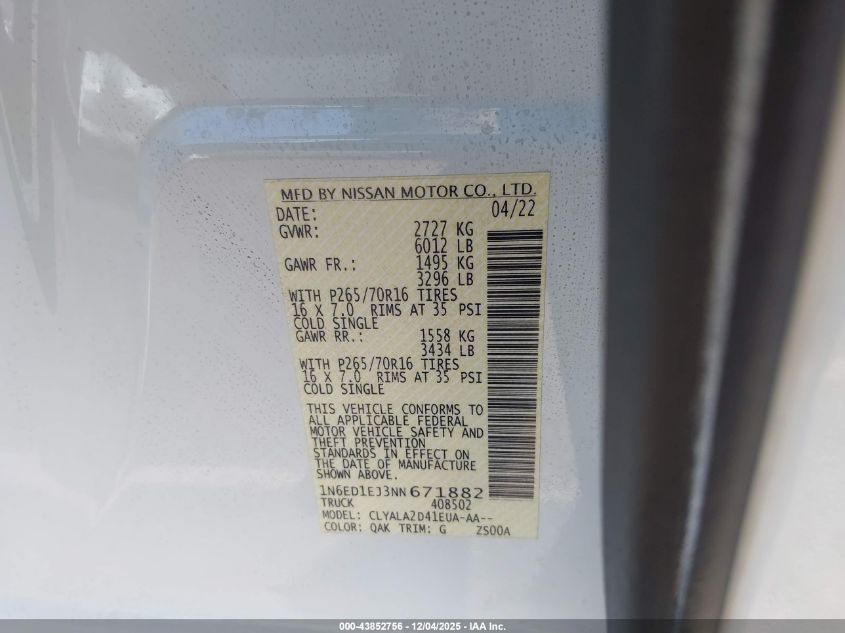 MFD BY NISSAN MOTOR CO., LTD.
DATE: 04/22
GVWR: 2727 KG
6012 LB
GAWR FR.: 1495 KG
3296 LB
WITH P265/70R16 TIRES
16 X 7.0 RIMS AT 35 PSI
COLD SINGLE
GAWR RR.: 1558 KG
3434 LB
WITH P265/70R16 TIRES
16 X 7.0 RIMS AT 35 PSI
COLD SINGLE
THIS VEHICLE CONFORMS TO
ALL APPLICABLE FEDERAL
MOTOR VEHICLE SAFETY AND
THEFT PREVENTION
STANDARDS IN EFFECT ON
THE DATE OF MANUFACTURE
SHOWN ABOVE.
1N6ED1EJ3NN671882
TRUCK 408502
MODEL: CLYALA2D41EUA-AA--
COLOR: QAK TRIM: G ZS00A
000-43852756 - 12/04/2025 - IAA Inc.